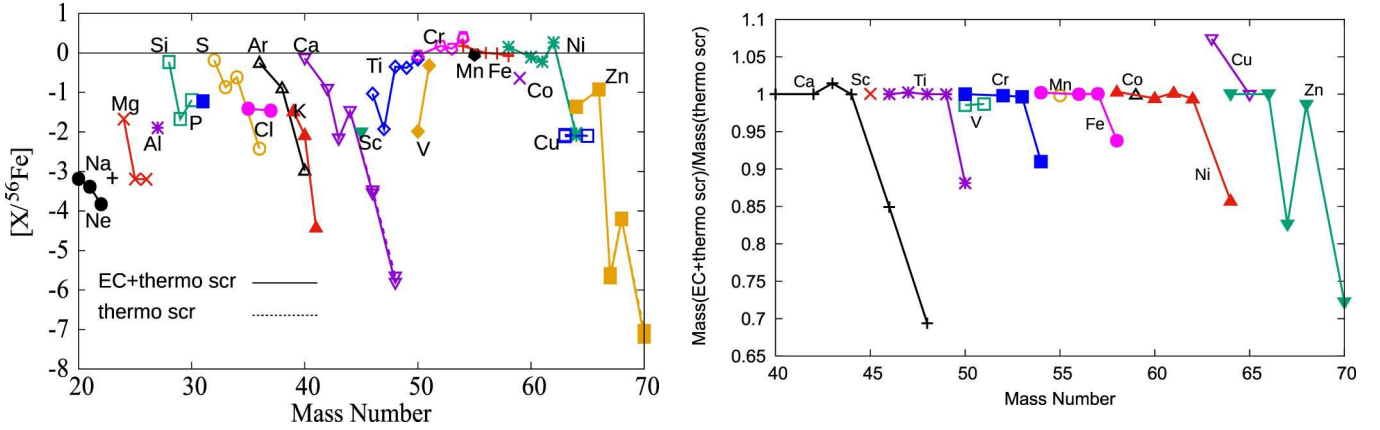 [X/56Fe]
1
0
-1
-2
-3
-4
-5
-6
-7
-8
20 30 40 50 60 70
Mass Number
Si S Ar Ca Cr Ni
Ti Mn Fe Zn
Mg Co
P K
Al Cl Sc V Cu
Na
Ne
EC+thermo scr
thermo scr
Mass(EC+thermo scr)/Mass(thermo scr)
1.1
1.05
1
0.95
0.9
0.85
0.8
0.75
0.7
0.65
40 45 50 55 60 65 70
Mass Number
Cu
Ca Sc Ti Cr Mn Co Zn
V Fe
Ni